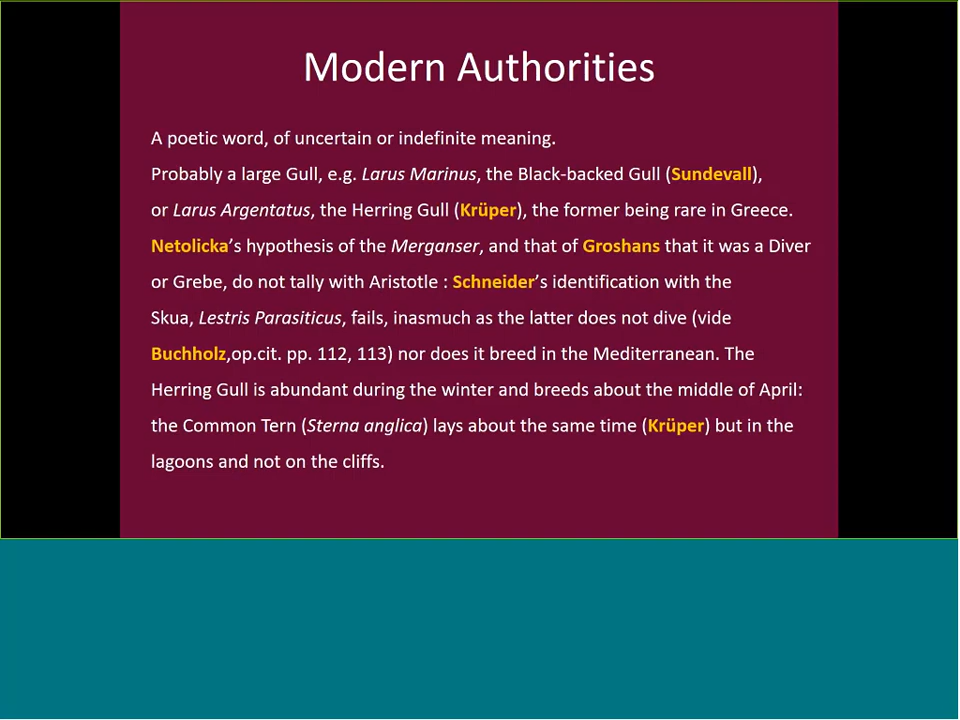 Modern Authorities
A poetic word, of uncertain or indefinite meaning.
Probably a large Gull, e.g. Larus Marinus, the Black-backed Gull (Sundevall),
or Larus Argentatus, the Herring Gull (Krüper), the former being rare in Greece.
Netolicka's hypothesis of the Merganser, and that of Groshans that it was a Diver
or Grebe, do not tally with Aristotle : Schneider's identification with the
Skua, Lestris Parasiticus, fails, inasmuch as the latter does not dive (vide
Buchholz,op.cit. pp. 112, 113) nor does it breed in the Mediterranean. The
Herring Gull is abundant during the winter and breeds about the middle of April:
the Common Tern (Sterna anglica) lays about the same time (Krüper) but in the
lagoons and not on the cliffs.